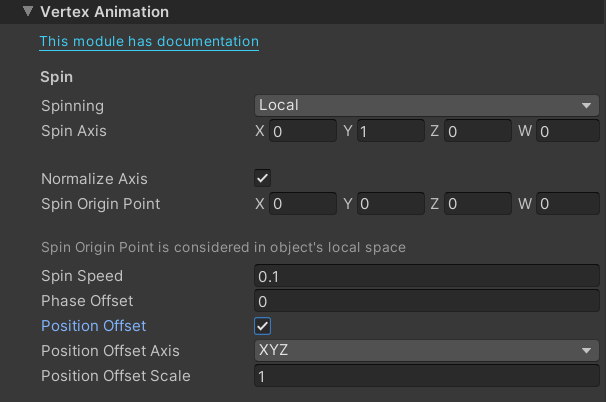 Vertex Animation
This module has documentation
Spin
Spinning Local
Spin Axis X 0 Y 1 Z 0 W 0
Normalize Axis
Spin Origin Point X 0 Y 0 Z 0 W 0
Spin Origin Point is considered in object's local space
Spin Speed 0.1
Phase Offset 0
Position Offset
Position Offset Axis XYZ
Position Offset Scale 1